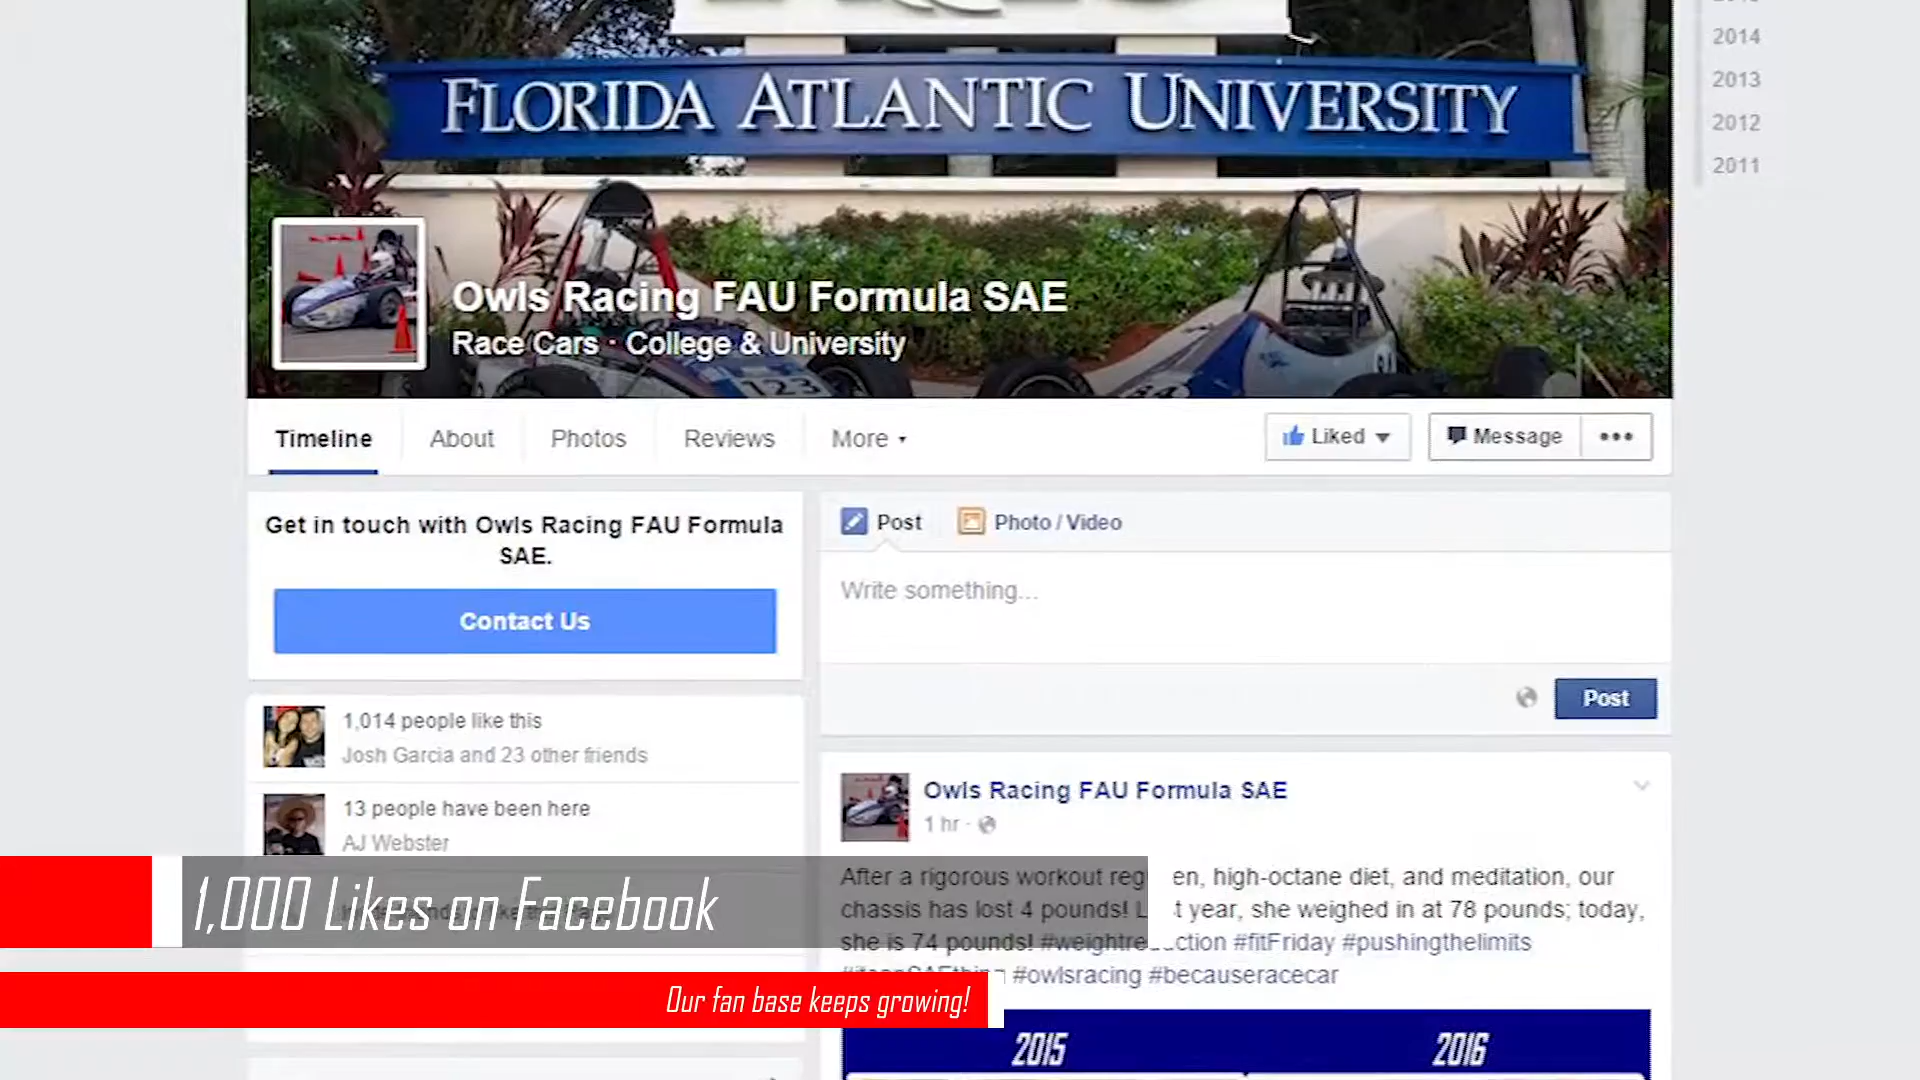 FLORIDA ATLANTIC UNIVERSITY
2014
2013
2012
2011
Owls Racing FAU Formula SAE
Race Cars · College & University
123
Timeline
About
Photos
Reviews
More
Liked
Message
Get in touch with Owls Racing FAU Formula
SAE.
Contact Us
Post
Photo / Video
Write something...
Post
1,014 people like this
Josh Garcia and 23 other friends
13 people have been here
AJ Webster
Owls Racing FAU Formula SAE
1 hr ·
After a rigorous workout reg en, high-octane diet, and meditation, our
chassis has lost 4 pounds! L t year, she weighed in at 78 pounds; today,
she is 74 pounds! #weightre ction #fitFriday #pushingthelimits
#owlsracing #becauseracecar
2015
2016
1,000 Likes on Facebook
Our fan base keeps growing!